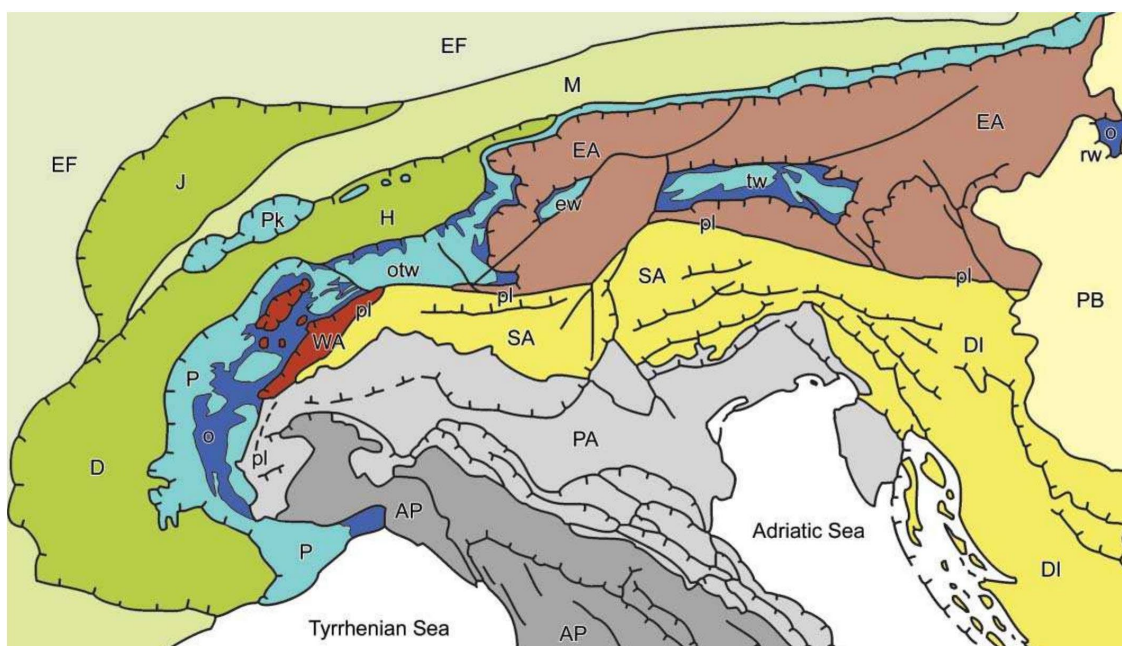 EF
M
EF
J
EA
EA
o
rw
Pk
H
ew
tw
pl
otw
SA
pl
pl
pl
PB
WA
SA
DI
P
o
PA
D
pl
AP
Adriatic Sea
P
DI
Tyrrhenian Sea
AP